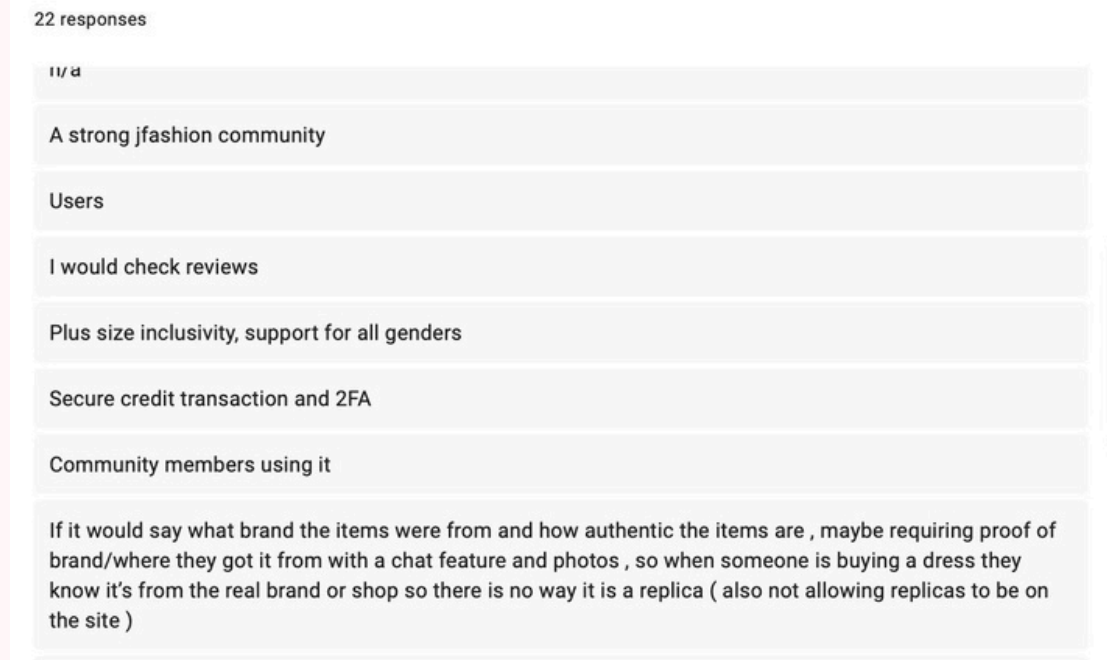 22 responses
n/a
A strong jfashion community
Users
I would check reviews
Plus size inclusivity, support for all genders
Secure credit transaction and 2FA
Community members using it
If it would say what brand the items were from and how authentic the items are , maybe requiring proof of
brand/where they got it from with a chat feature and photos , so when someone is buying a dress they
know it's from the real brand or shop so there is no way it is a replica ( also not allowing replicas to be on
the site )